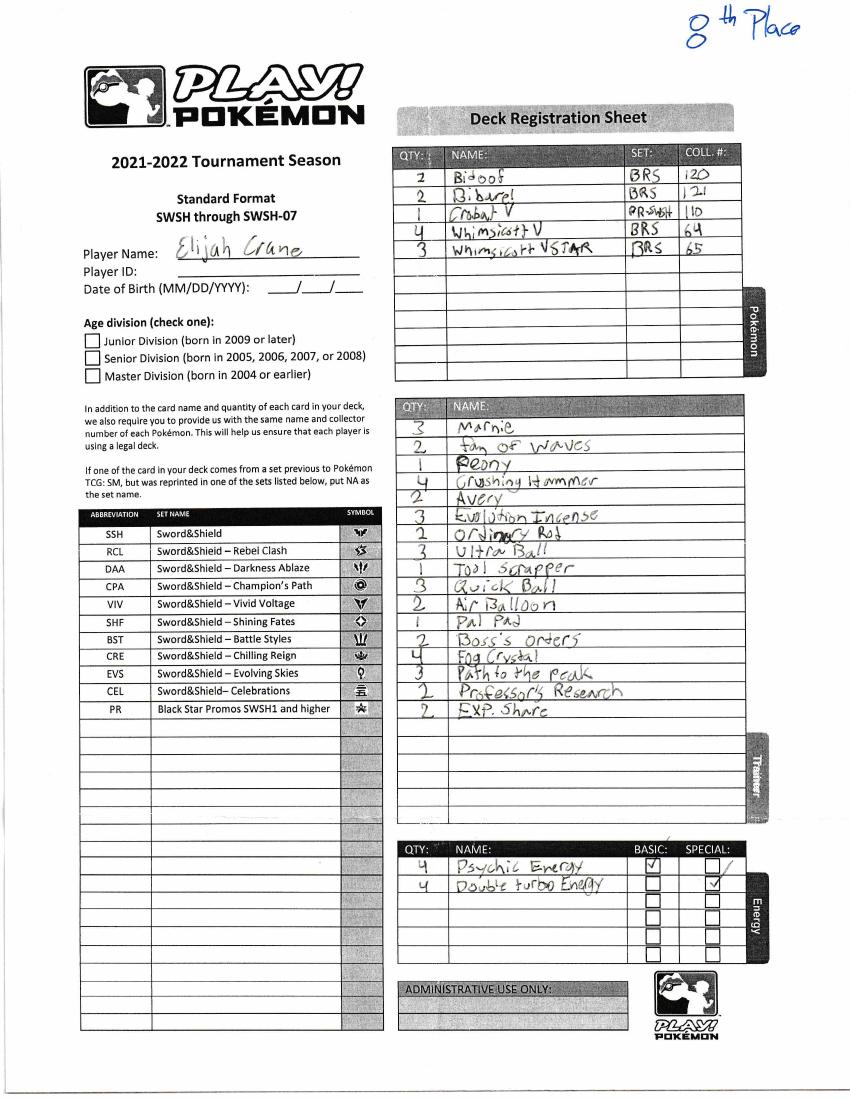 8th Place
PLAY!
POKÉMON
Deck Registration Sheet
2021-2022 Tournament Season
Standard Format
SWSH through SWSH-07
Player Name: Elijah Crane
Player ID:
Date of Birth (MM/DD/YYYY): ___/___/___
Age division (check one):
Junior Division (born in 2009 or later)
Senior Division (born in 2005, 2006, 2007, or 2008)
Master Division (born in 2004 or earlier)
In addition to the card name and quantity of each card in your deck,
we also require you to provide us with the same name and collector
number of each Pokémon. This will help us ensure that each player is
using a legal deck.
If one of the card in your deck comes from a set previous to Pokémon
TCG: SM, but was reprinted in one of the sets listed below, put NA as
the set name.
ABBREVIATION SET NAME SYMBOL
SSH Sword&Shield
RCL Sword&Shield – Rebel Clash
DAA Sword&Shield – Darkness Ablaze
CPA Sword&Shield – Champion's Path
VIV Sword&Shield – Vivid Voltage
SHF Sword&Shield – Shining Fates
BST Sword&Shield – Battle Styles
CRE Sword&Shield – Chilling Reign
EVS Sword&Shield – Evolving Skies
CEL Sword&Shield– Celebrations
PR Black Star Promos SWSH1 and higher
QTY: NAME: SET: COLL. #:
2 Bidoof BRS 120
2 Bibarel BRS 121
1 Crobat V PR-SWSH 110
4 Whimsicott V BRS 64
3 Whimsicott VSTAR BRS 65
Pokémon
QTY: NAME:
3 Marnie
2 fan of waves
1 Peony
4 Crushing Hammer
2 Avery
3 Evolution Incense
2 Ordinary Rod
3 Ultra Ball
1 Tool Scrapper
3 Quick Ball
2 Air Balloon
1 Pal Pad
2 Boss's Orders
4 Fog Crystal
3 Path to the peak
2 Professor's Research
2 EXP. Share
Trainer
QTY: NAME: BASIC: SPECIAL:
4 Psychic Energy ✓
4 Double turbo Energy ✓
Energy
ADMINISTRATIVE USE ONLY:
PLAY!
POKÉMON